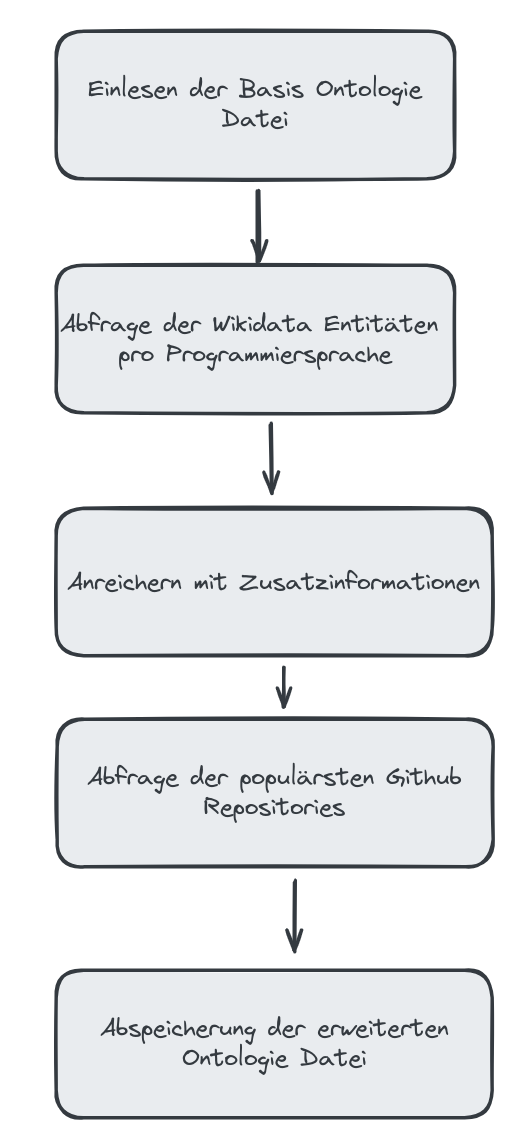 Einlesen der Basis Ontologie
Datei
Abfrage der Wikidata Entitäten
pro Programmiersprache
Anreichern mit Zusatzinformationen
Abfrage der populärsten Github
Repositories
Abspeicherung der erweiterten
Ontologie Datei